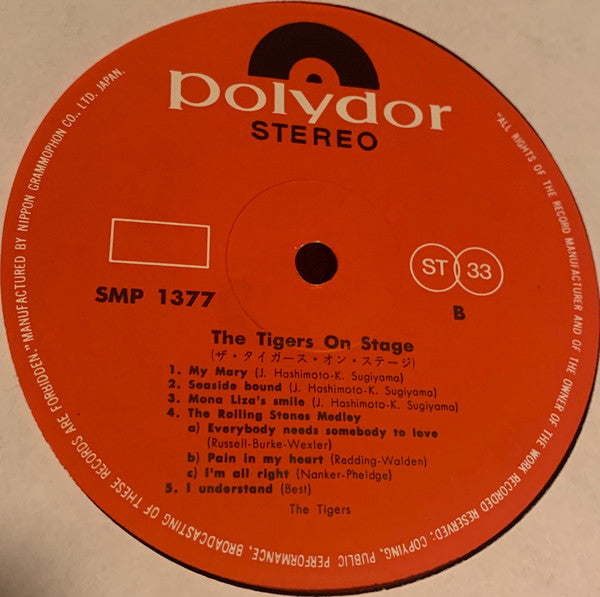 polydor
STEREO
ST 33
SMP 1377
B
The Tigers On Stage
(ザ・タイガース・オン・ステージ)
1. My Mary (J. Hashimoto-K. Sugiyama)
2. Seaside bound (J. Hashimoto-K. Sugiyama)
3. Mona Liza's smile (J. Hashimoto-K. Sugiyama)
4. The Rolling Stones Medley
a) Everybody needs somebody to love
(Russell-Burke-Wexler)
b) Pain in my heart (Redding-Walden)
c) I'm all right (Nanker-Pheldge)
5. I understand (Best)
The Tigers
"ALL RIGHTS OF THE RECORD MANUFACTURER AND OF THE OWNER OF THE WORK RECORDED RESERVED; COPYING, PUBLIC PERFORMANCE, BROADCASTING OF THESE RECORDS ARE FORBIDDEN." MANUFACTURED BY NIPPON GRAMMOPHON CO., LTD. JAPAN.